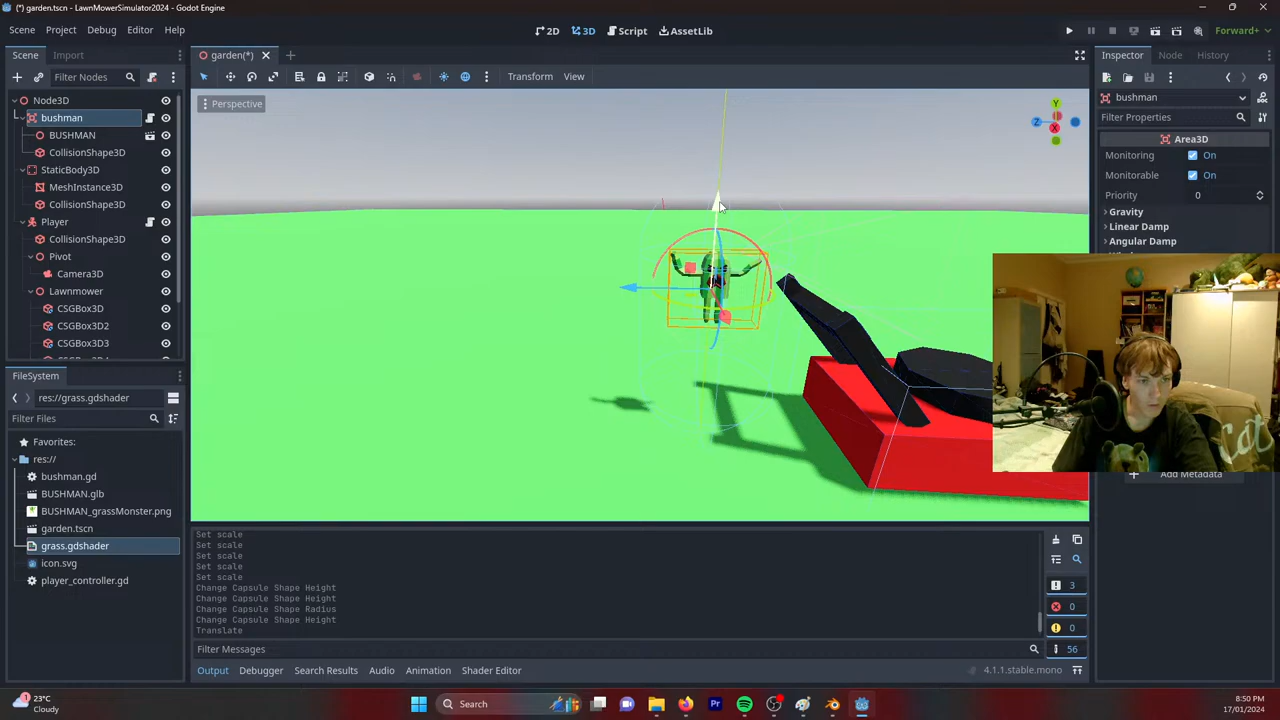 (*) garden.tscn - LawnMowerSimulator2024 - Godot Engine
Scene Project Debug Editor Help
2D 3D Script AssetLib
Forward+
Scene Import
garden(*)
Inspector Node History
Filter Nodes
Transform View
Node3D
bushman
BUSHMAN
CollisionShape3D
StaticBody3D
MeshInstance3D
CollisionShape3D
Player
CollisionShape3D
Pivot
Camera3D
Lawnmower
CSGBox3D
CSGBox3D2
CSGBox3D3
Perspective
Y
Z
X
bushman
Filter Properties
Area3D
Monitoring On
Monitorable On
Priority 0
Gravity
Linear Damp
Angular Damp
Add Metadata
FileSystem
res://grass.gdshader
Filter Files
Favorites:
res://
bushman.gd
BUSHMAN.glb
BUSHMAN_grassMonster.png
garden.tscn
grass.gdshader
icon.svg
player_controller.gd
Cat
Set scale
Set scale
Set scale
Set scale
Set scale
Change Capsule Shape Height
Change Capsule Shape Height
Change Capsule Shape Radius
Change Capsule Shape Height
Translate
3
0
0
56
Filter Messages
Output Debugger Search Results Audio Animation Shader Editor
4.1.1.stable.mono
23°C
Cloudy
Search
8:50 PM
17/01/2024